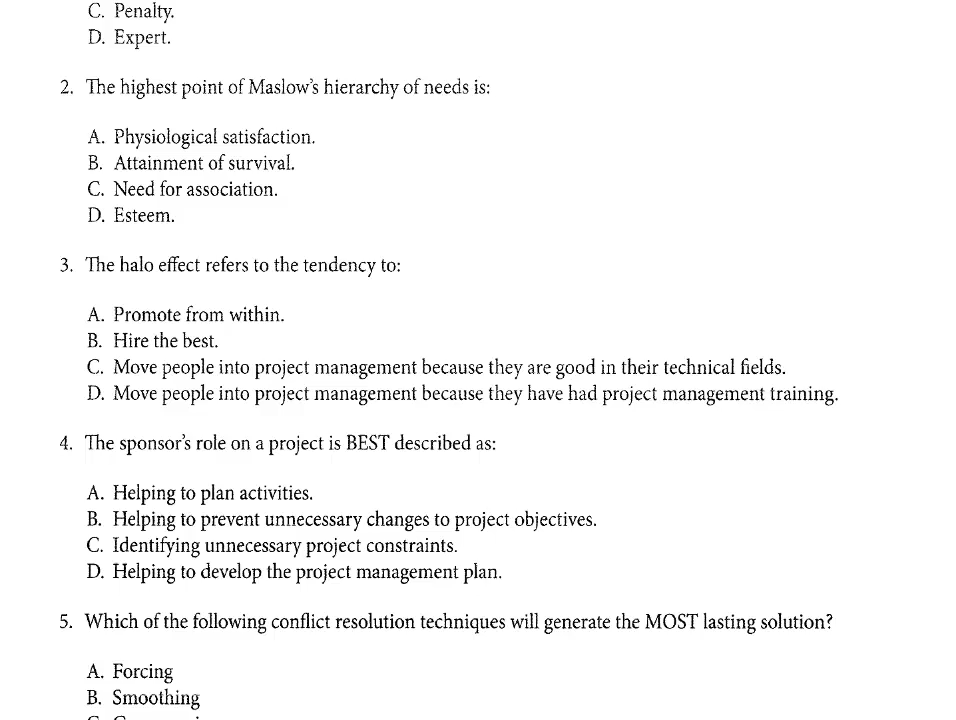 C. Penalty.
D. Expert.
2. The highest point of Maslow's hierarchy of needs is:
A. Physiological satisfaction.
B. Attainment of survival.
C. Need for association.
D. Esteem.
3. The halo effect refers to the tendency to:
A. Promote from within.
B. Hire the best.
C. Move people into project management because they are good in their technical fields.
D. Move people into project management because they have had project management training.
4. The sponsor's role on a project is BEST described as:
A. Helping to plan activities.
B. Helping to prevent unnecessary changes to project objectives.
C. Identifying unnecessary project constraints.
D. Helping to develop the project management plan.
5. Which of the following conflict resolution techniques will generate the MOST lasting solution?
A. Forcing
B. Smoothing